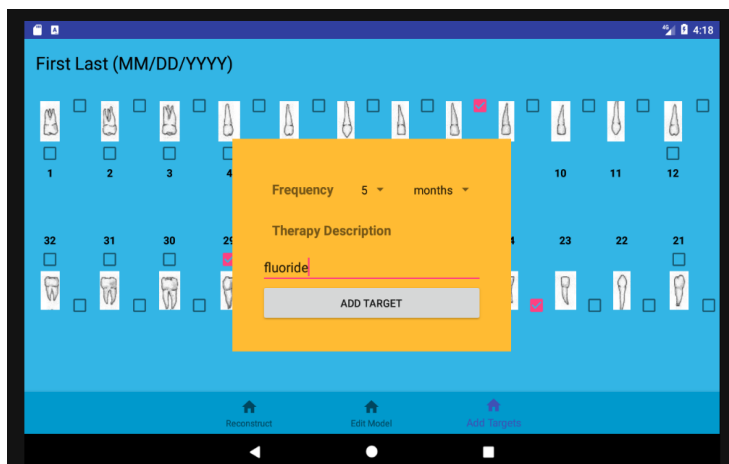 4G 4:18
First Last (MM/DD/YYYY)
1 2 3 4 10 11 12
Frequency 5 months
Therapy Description
32 31 30 29 23 22 21
fluoride
ADD TARGET
Reconstruct Edit Model Add Targets